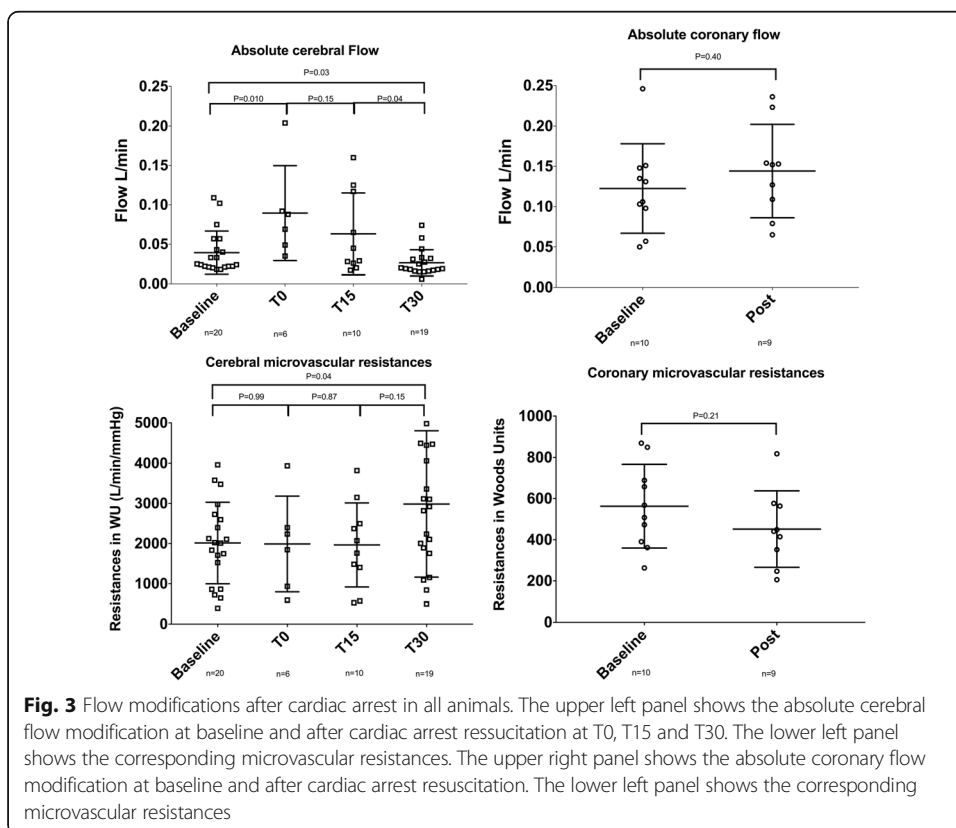 Absolute cerebral Flow
P=0.03
P=0.010
P=0.15
P=0.04
Flow L/min
0.25
0.20
0.15
0.10
0.05
0.00
Baseline
T0
T15
T30
n=20
n=6
n=10
n=19
Absolute coronary flow
P=0.40
Flow L/min
0.25
0.20
0.15
0.10
0.05
0.00
Baseline
Post
n=10
n=9
Cerebral microvascular resistances
P=0.04
P=0.99
P=0.87
P=0.15
Resistances in WU (L/min/mmHg)
5000
4000
3000
2000
1000
0
Baseline
T0
T15
T30
n=20
n=6
n=10
n=19
Coronary microvascular resistances
P=0.21
Resistances in Woods Units
1000
800
600
400
200
0
Baseline
Post
n=10
n=9
Fig. 3 Flow modifications after cardiac arrest in all animals. The upper left panel shows the absolute cerebral
flow modification at baseline and after cardiac arrest ressucitation at T0, T15 and T30. The lower left panel
shows the corresponding microvascular resistances. The upper right panel shows the absolute coronary flow
modification at baseline and after cardiac arrest resuscitation. The lower left panel shows the corresponding
microvascular resistances